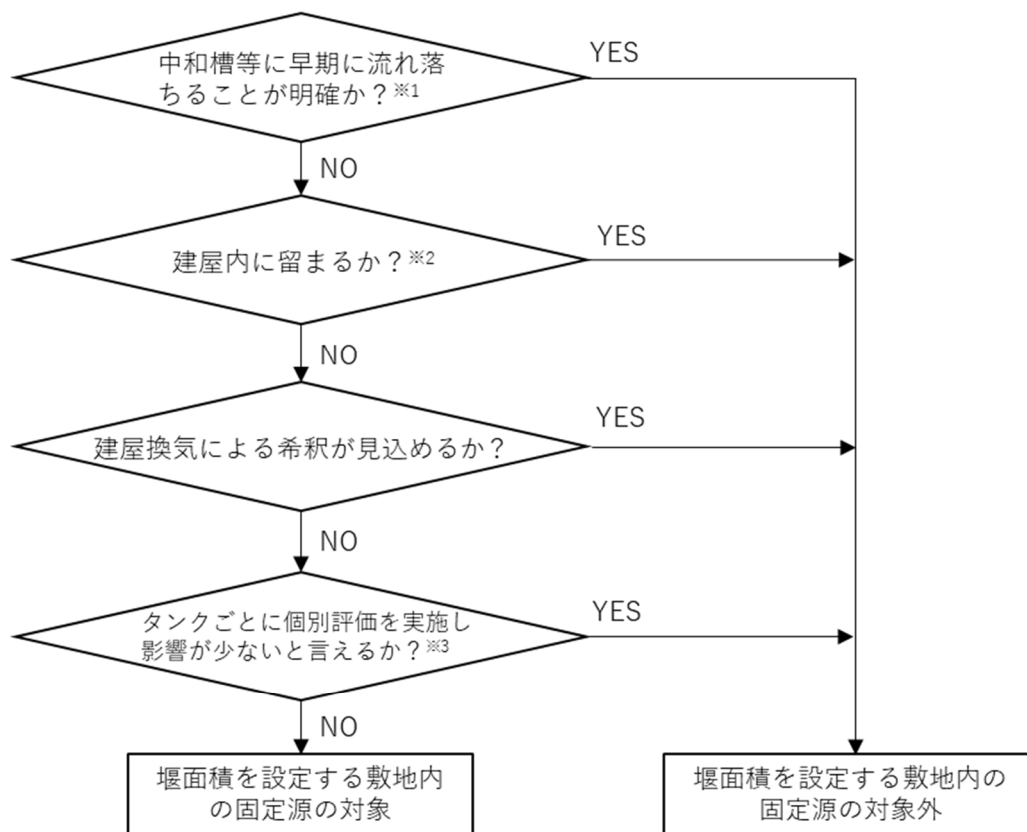 中和槽等に早期に流れ落
ちることが明確か？※1
YES
NO
建屋内に留まるか？※2
YES
NO
建屋換気による希釈が見込めるか？
YES
NO
タンクごとに個別評価を実施し
影響が少ないと言えるか？※3
YES
NO
堰面積を設定する敷地内
の固定源の対象
堰面積を設定する敷地内の
固定源の対象外